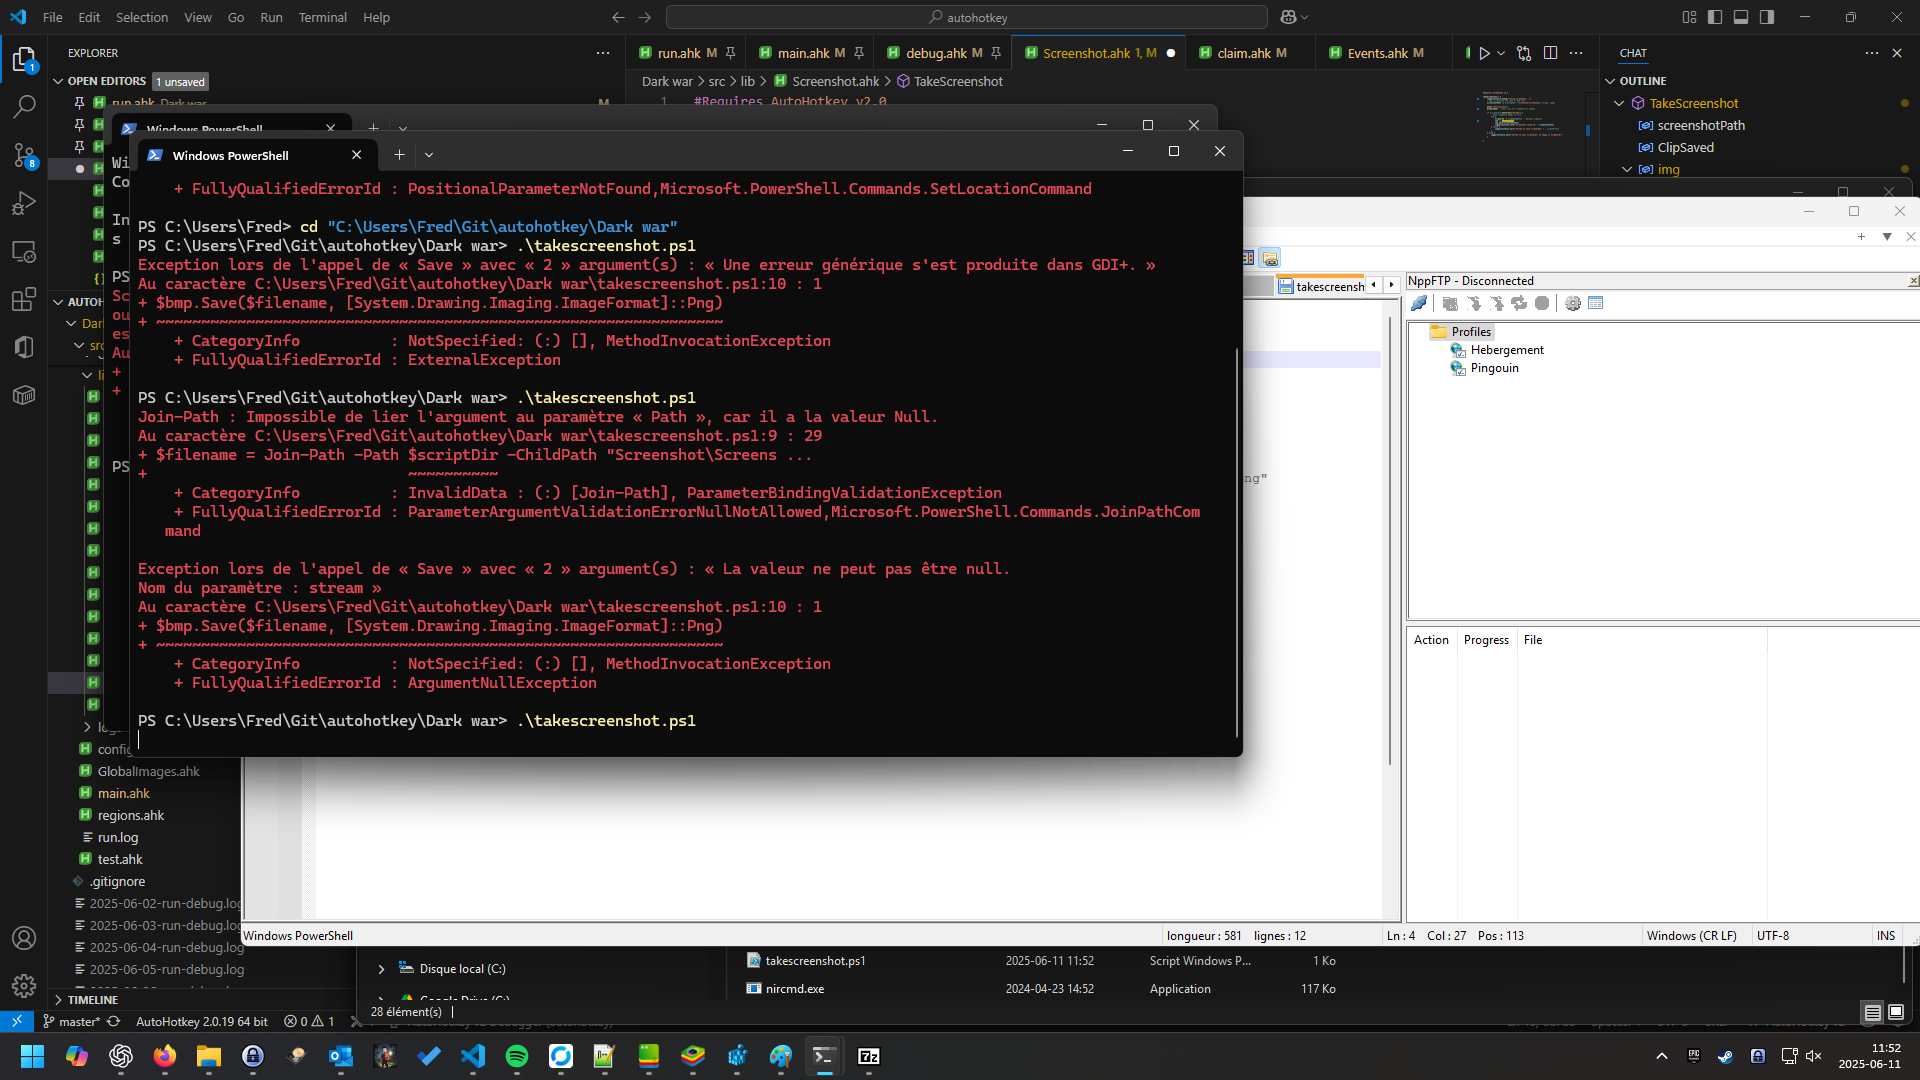 File Edit Selection View Go Run Terminal Help
autohotkey
EXPLORER
run.ahk M
main.ahk M
debug.ahk M
Screenshot.ahk 1, M
claim.ahk M
Events.ahk M
CHAT
OPEN EDITORS 1 unsaved
Dark war > src > lib > Screenshot.ahk > TakeScreenshot
OUTLINE
run.ahk Dark war M
1 #Requires AutoHotkey v2.0
TakeScreenshot
screenshotPath
ClipSaved
img
Windows PowerShell
Windows PowerShell
+ FullyQualifiedErrorId : PositionalParameterNotFound,Microsoft.PowerShell.Commands.SetLocationCommand
PS C:\Users\Fred> cd "C:\Users\Fred\Git\autohotkey\Dark war"
PS C:\Users\Fred\Git\autohotkey\Dark war> .\takescreenshot.ps1
Exception lors de l'appel de « Save » avec « 2 » argument(s) : « Une erreur générique s'est produite dans GDI+. »
Au caractère C:\Users\Fred\Git\autohotkey\Dark war\takescreenshot.ps1:10 : 1
+ $bmp.Save($filename, [System.Drawing.Imaging.ImageFormat]::Png)
+ ~~~~~~~~~~~~~~~~~~~~~~~~~~~~~~~~~~~~~~~~~~~~~~~~~~~~~~~~~~~~~~~
+ CategoryInfo : NotSpecified: (:) [], MethodInvocationException
+ FullyQualifiedErrorId : ExternalException
PS C:\Users\Fred\Git\autohotkey\Dark war> .\takescreenshot.ps1
Join-Path : Impossible de lier l'argument au paramètre « Path », car il a la valeur Null.
Au caractère C:\Users\Fred\Git\autohotkey\Dark war\takescreenshot.ps1:9 : 29
+ $filename = Join-Path -Path $scriptDir -ChildPath "Screenshot\Screens ...
+ ~~~~~~~~~~
+ CategoryInfo : InvalidData : (:) [Join-Path], ParameterBindingValidationException
+ FullyQualifiedErrorId : ParameterArgumentValidationErrorNullNotAllowed,Microsoft.PowerShell.Commands.JoinPathCom
mand
Exception lors de l'appel de « Save » avec « 2 » argument(s) : « La valeur ne peut pas être null.
Nom du paramètre : stream »
Au caractère C:\Users\Fred\Git\autohotkey\Dark war\takescreenshot.ps1:10 : 1
+ $bmp.Save($filename, [System.Drawing.Imaging.ImageFormat]::Png)
+ ~~~~~~~~~~~~~~~~~~~~~~~~~~~~~~~~~~~~~~~~~~~~~~~~~~~~~~~~~~~~~~~
+ CategoryInfo : NotSpecified: (:) [], MethodInvocationException
+ FullyQualifiedErrorId : ArgumentNullException
PS C:\Users\Fred\Git\autohotkey\Dark war> .\takescreenshot.ps1
takescreensh
NppFTP - Disconnected
Profiles
Hebergement
Pingouin
ng"
Action Progress File
GlobalImages.ahk
main.ahk
regions.ahk
run.log
test.ahk
.gitignore
2025-06-02-run-debug.log
2025-06-03-run-debug.log
2025-06-04-run-debug.log
2025-06-05-run-debug.log
TIMELINE
Windows PowerShell
longueur : 581 lignes : 12
Ln : 4 Col : 27 Pos : 113
Windows (CR LF)
UTF-8
INS
Disque local (C:)
takescreenshot.ps1 2025-06-11 11:52 Script Windows P... 1 Ko
nircmd.exe 2024-04-23 14:52 Application 117 Ko
28 élément(s)
master* AutoHotkey 2.0.19 64 bit 0 1
11:52
2025-06-11